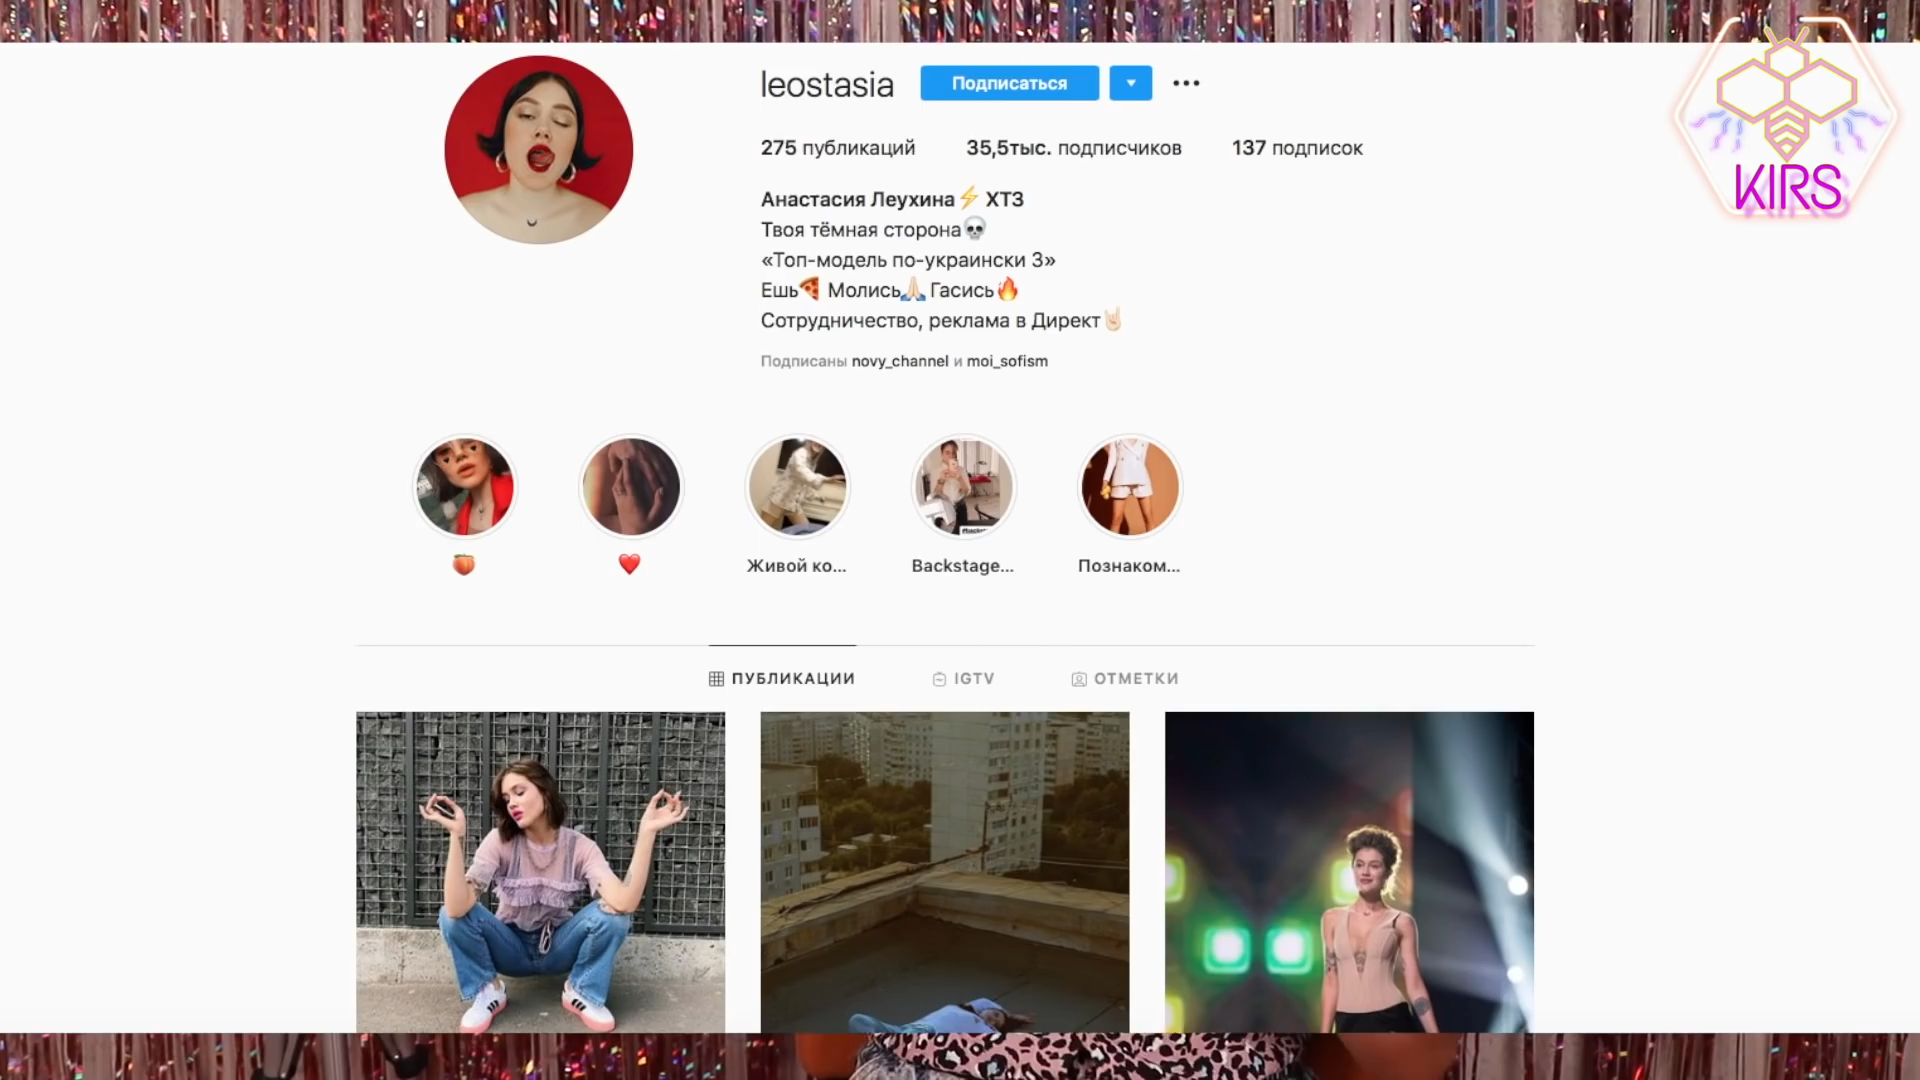 leostasia
Подписаться
275 публикаций 35,5тыс. подписчиков 137 подписок
Анастасия Леухина⚡ ХТЗ
Твоя тёмная сторона💀
«Топ-модель по-украински 3»
Ешь🍕 Молись🙏🏻 Гасись🔥
Сотрудничество, реклама в Директ🤘🏻
Подписаны novy_channel и moi_sofism
🍑 ❤️ Живой ко... Backstage... Познаком...
ПУБЛИКАЦИИ IGTV ОТМЕТКИ
KIRS